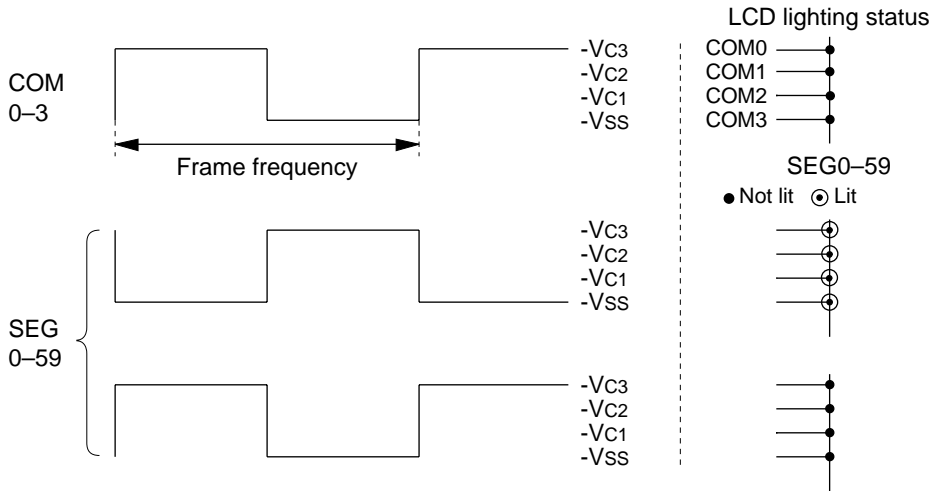 LCD lighting status
COM
0–3
-VC3
-VC2
-VC1
-VSS
Frame frequency
COM0
COM1
COM2
COM3
SEG0–59
Not lit Lit
SEG
0–59
-VC3
-VC2
-VC1
-VSS
-VC3
-VC2
-VC1
-VSS